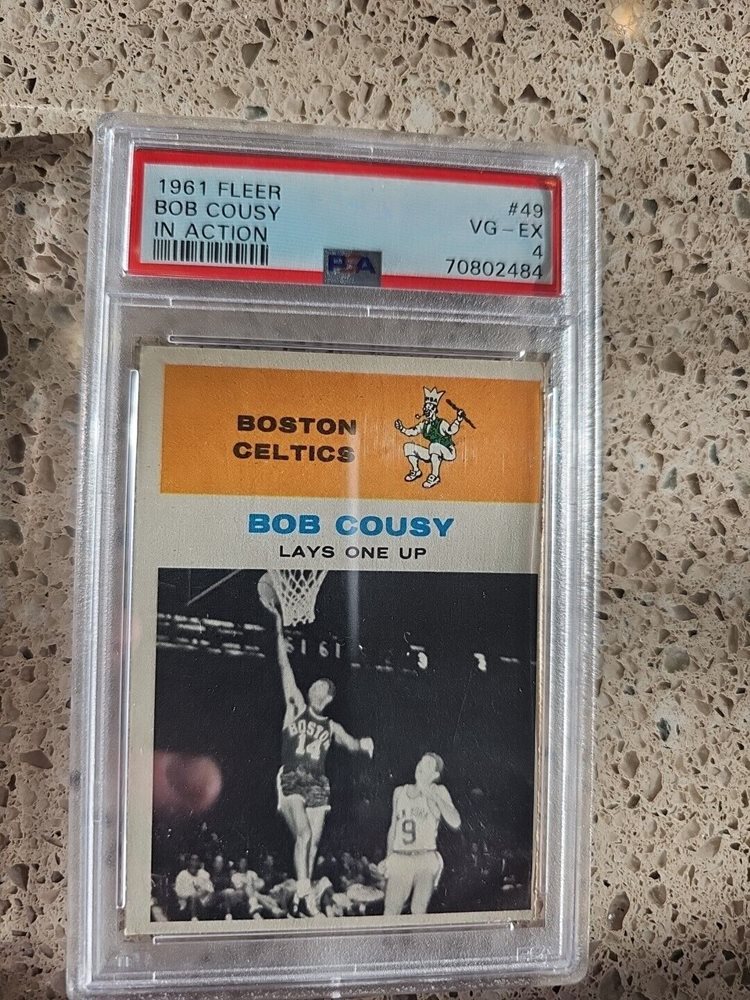 1961 FLEER #49
BOB COUSY VG-EX
IN ACTION 4
PSA 70802484
BOSTON
CELTICS
BOB COUSY
LAYS ONE UP
BOSTON
14
9